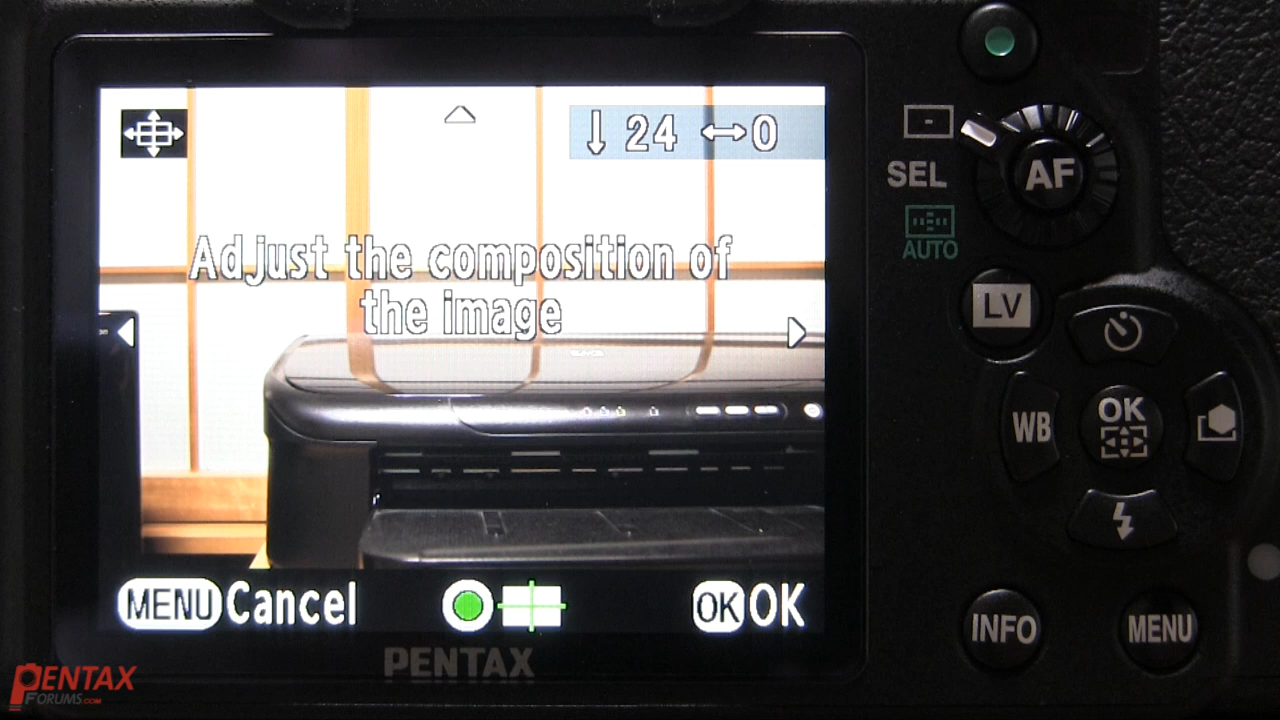 ↓ 24 ↔0
Adjust the composition of
the image
MENU Cancel
OK OK
PENTAX
SEL
AF
AUTO
LV
WB
OK
INFO
MENU
PENTAX
FORUMS.COM